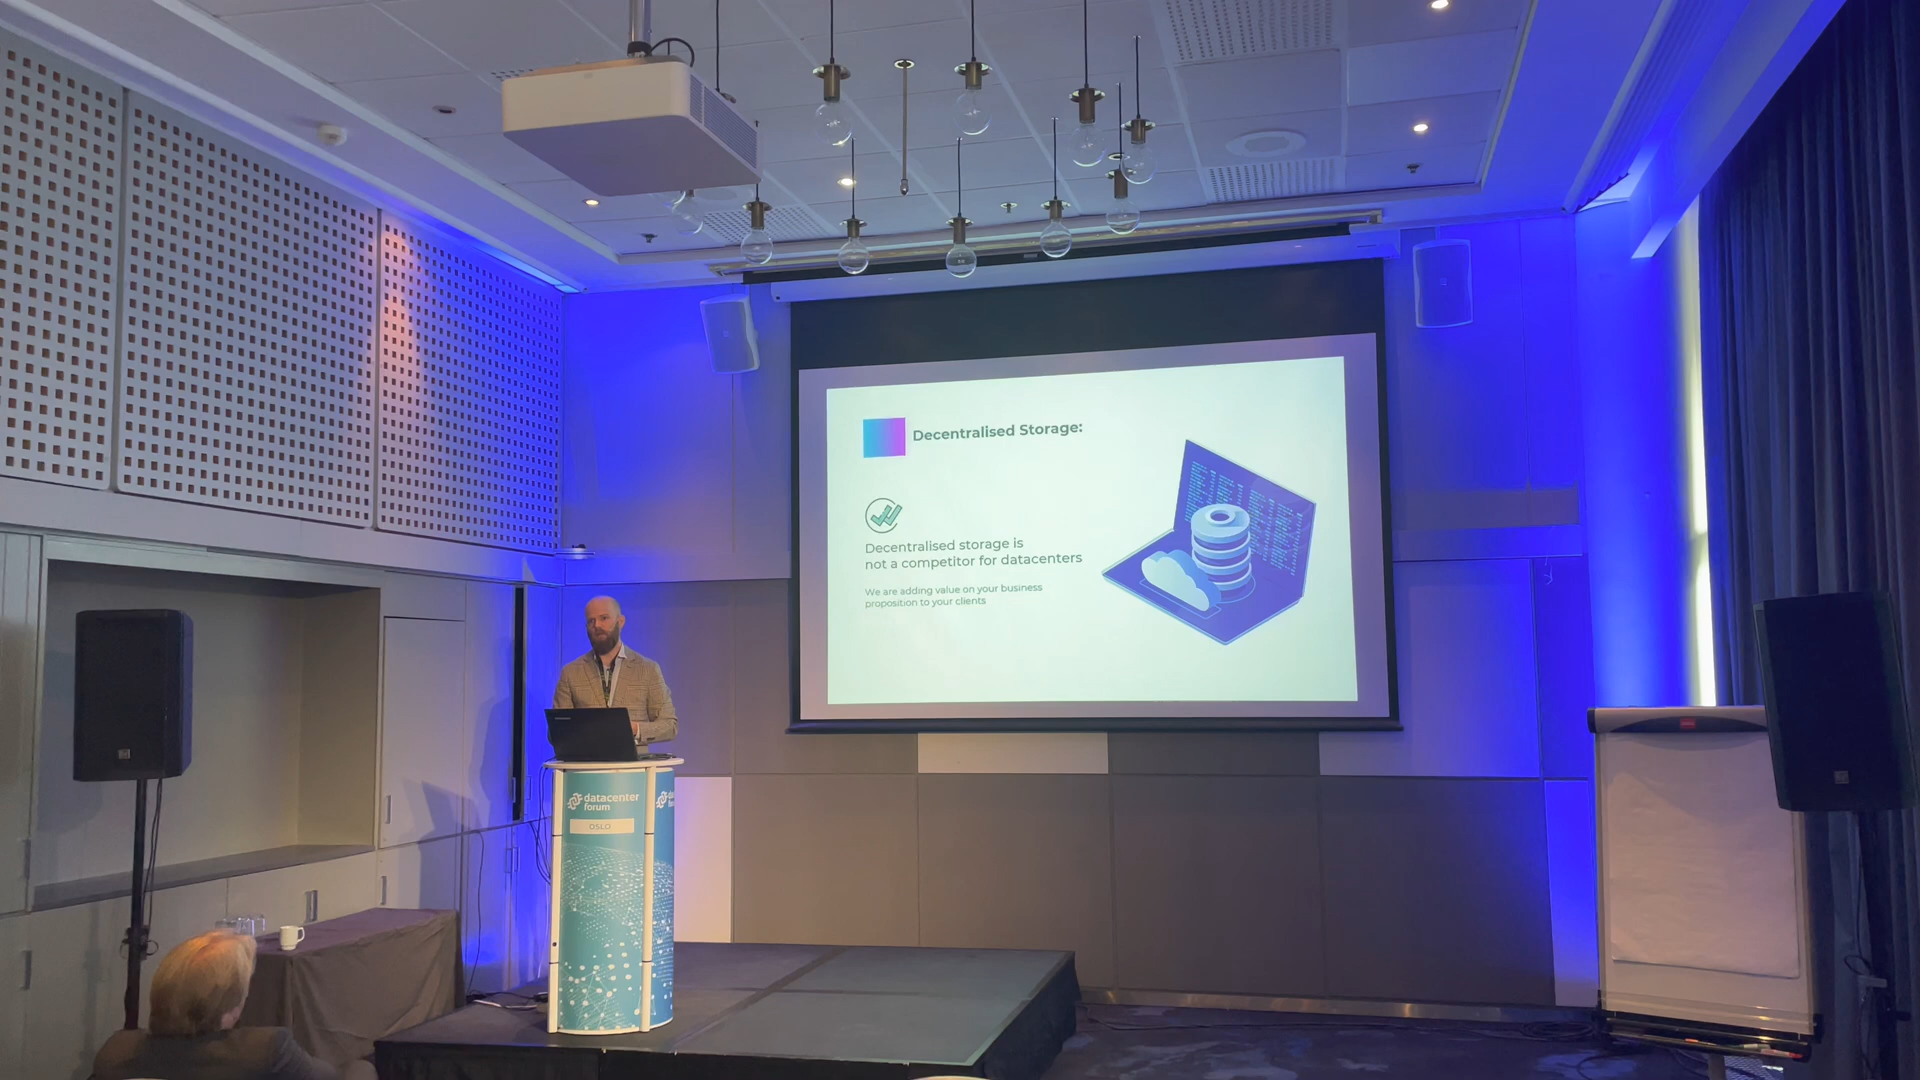 Decentralised Storage:
Decentralised storage is
not a competitor for datacenters
We are adding value on your business
proposition to your clients
datacenter
forum
OSLO